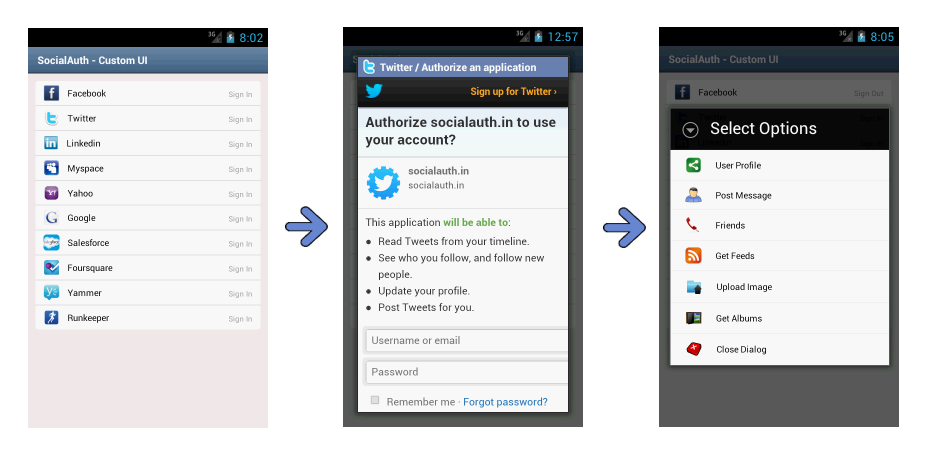 3G 8:02
SocialAuth - Custom UI
Facebook Sign In
Twitter Sign In
Linkedin Sign In
Myspace Sign In
Yahoo Sign In
Google Sign In
Salesforce Sign In
Foursquare Sign In
Yammer Sign In
Runkeeper Sign In
3G 12:57
Twitter / Authorize an application
Sign up for Twitter ›
Authorize socialauth.in to use
your account?
socialauth.in
socialauth.in
This application will be able to:
• Read Tweets from your timeline.
• See who you follow, and follow new
people.
• Update your profile.
• Post Tweets for you.
Username or email
Password
Remember me · Forgot password?
3G 8:05
SocialAuth - Custom UI
Facebook Sign Out
Select Options
User Profile
Post Message
Friends
Get Feeds
Upload Image
Get Albums
Close Dialog